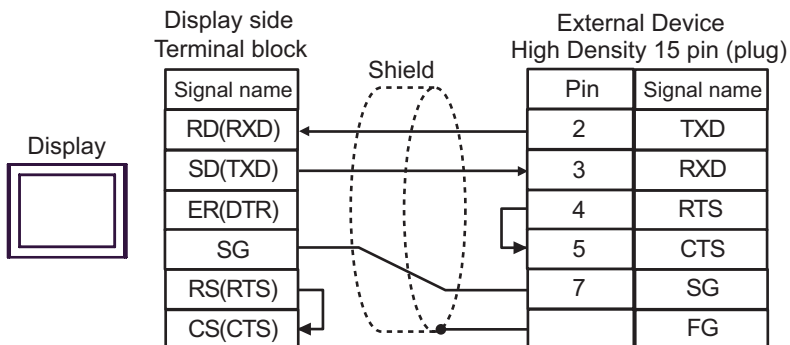 Display side
Terminal block
External Device
High Density 15 pin (plug)
Shield
Display
Signal name
Pin Signal name
RD(RXD) 2 TXD
SD(TXD) 3 RXD
ER(DTR) 4 RTS
SG 5 CTS
RS(RTS) 7 SG
CS(CTS) FG